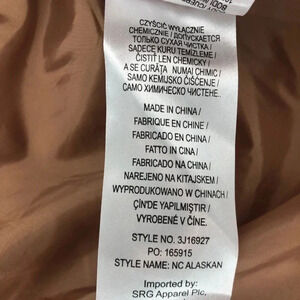 CZYŚCIĆ WYŁĄCZNIE
CHEMICZNIE / ДОПУСКАЕТСЯ
ТОЛЬКО СУХАЯ ЧИСТКА /
SADECE KURU TEMİZLEME /
ČISTIT LEN CHEMICKY /
A SE CURĂŢA NUMAI CHIMIC /
SAMO KEMIJSKO ČIŠČENJE /
САМО ХИМИЧЕСКО ЧИСТЕНЕ..
MADE IN CHINA /
FABRIQUE EN CHINE /
FABRICADO EN CHINA /
FATTO IN CINA /
FABRICADO NA CHINA /
NAREJENO NA KITAJSKEM /
WYPRODUKOWANO W CHINACH /
ÇİN'DE YAPILMIŞTIR /
VYROBENÉ V ČÍNE.
STYLE NO. 3J16927
PO: 165915
STYLE NAME: NC ALASKAN
Imported by:
SRG Apparel Plc,